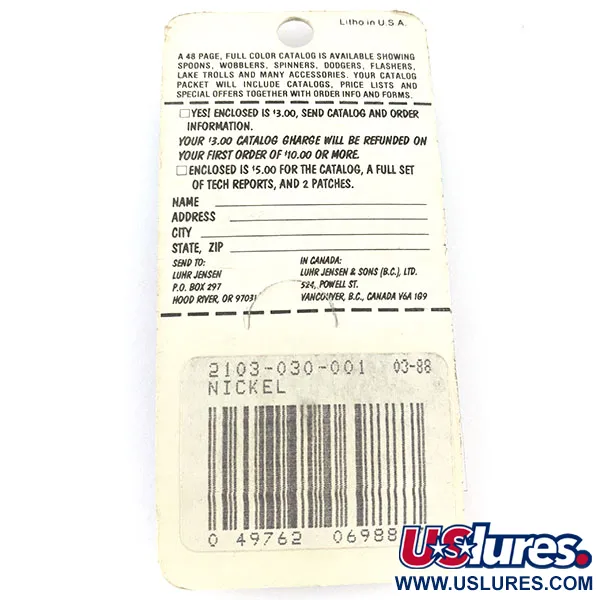 Litho in U.S.A.
A 48 PAGE, FULL COLOR CATALOG IS AVAILABLE SHOWING
SPOONS, WOBBLERS, SPINNERS, DODGERS, FLASHERS,
LAKE TROLLS AND MANY ACCESSORIES. YOUR CATALOG
PACKET WILL INCLUDE CATALOGS, PRICE LISTS AND
SPECIAL OFFERS TOGETHER WITH ORDER INFO AND FORMS.
YES! ENCLOSED IS $3.00, SEND CATALOG AND ORDER
INFORMATION.
YOUR $3.00 CATALOG GHARGE WILL BE REFUNDED ON
YOUR FIRST ORDER OF $10.00 OR MORE.
ENCLOSED IS $5.00 FOR THE CATALOG, A FULL SET
OF TECH REPORTS, AND 2 PATCHES.
NAME
ADDRESS
CITY
STATE, ZIP
SEND TO:
LUHR JENSEN
P.O. BOX 297
HOOD RIVER, OR 97031
IN CANADA:
LUHR JENSEN & SONS (B.C.), LTD.
524, POWELL ST.
VANCOUVER, B.C., CANADA V6A 1G9
2103-030-001 03-88
NICKEL
0 49762 06988
USlures.
WWW.USLURES.COM